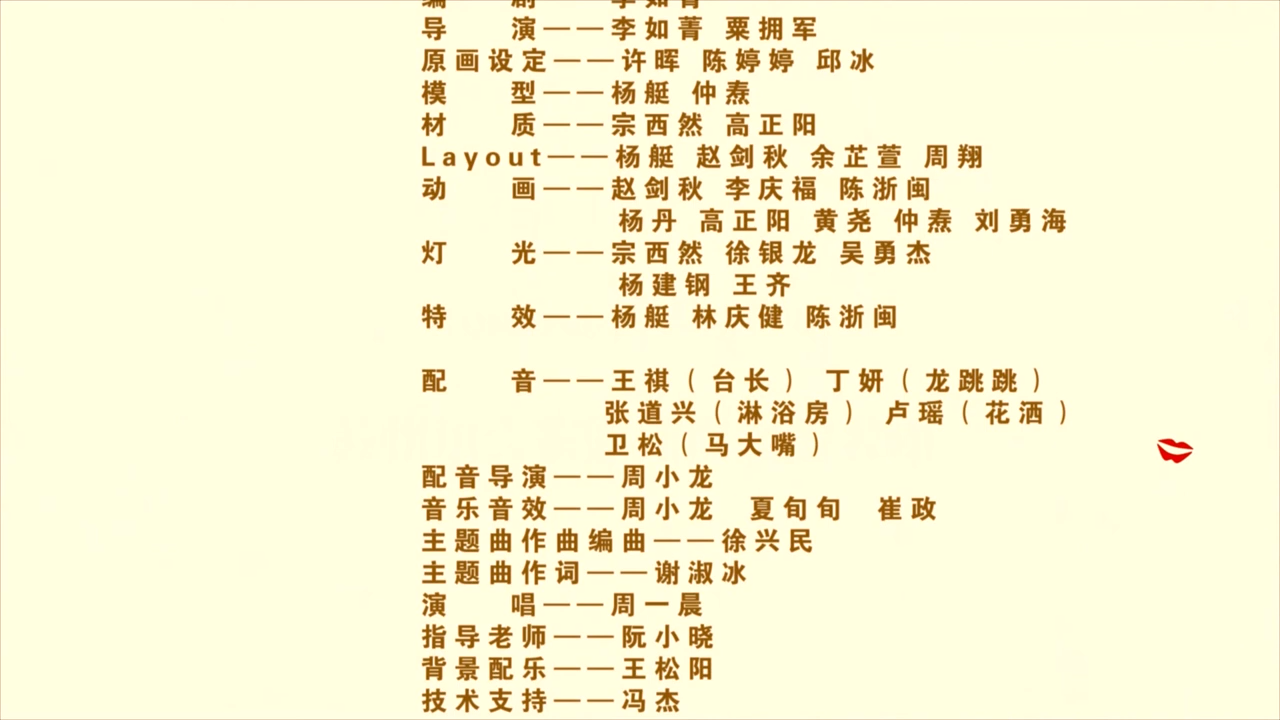 导 演——李如菁 粟拥军
原画设定——许晖 陈婷婷 邱冰
模 型——杨艇 仲焘
材 质——宗西然 高正阳
Layout——杨艇 赵剑秋 余芷萱 周翔
动 画——赵剑秋 李庆福 陈浙闽
杨丹 高正阳 黄尧 仲焘 刘勇海
灯 光——宗西然 徐银龙 吴勇杰
杨建钢 王齐
特 效——杨艇 林庆健 陈浙闽
配 音——王祺(台长) 丁妍(龙跳跳)
张道兴(淋浴房) 卢瑶(花洒)
卫松(马大嘴)
配音导演——周小龙
音乐音效——周小龙 夏旬旬 崔政
主题曲作曲编曲——徐兴民
主题曲作词——谢淑冰
演 唱——周一晨
指导老师——阮小晓
背景配乐——王松阳
技术支持——冯杰